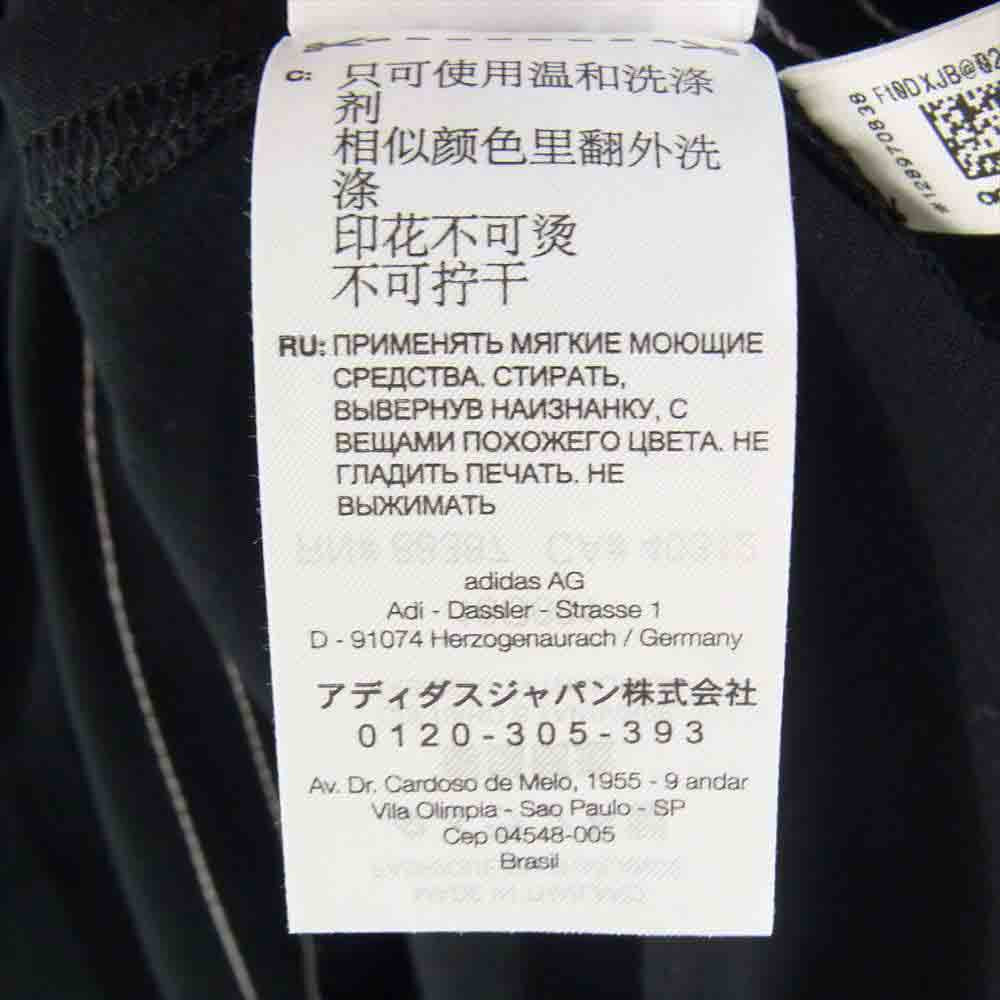 C: 只可使用温和洗涤
剂
相似颜色里翻外洗
涤
印花不可烫
不可拧干
RU: ПРИМЕНЯТЬ МЯГКИЕ МОЮЩИЕ
СРЕДСТВА. СТИРАТЬ,
ВЫВЕРНУВ НАИЗНАНКУ, С
ВЕЩАМИ ПОХОЖЕГО ЦВЕТА. НЕ
ГЛАДИТЬ ПЕЧАТЬ. НЕ
ВЫЖИМАТЬ
adidas AG
Adi - Dassler - Strasse 1
D - 91074 Herzogenaurach / Germany
アディダスジャパン株式会社
0120-305-393
Av. Dr. Cardoso de Melo, 1955 - 9 andar
Vila Olimpia - Sao Paulo - SP
Cep 04548-005
Brasil
#128970838